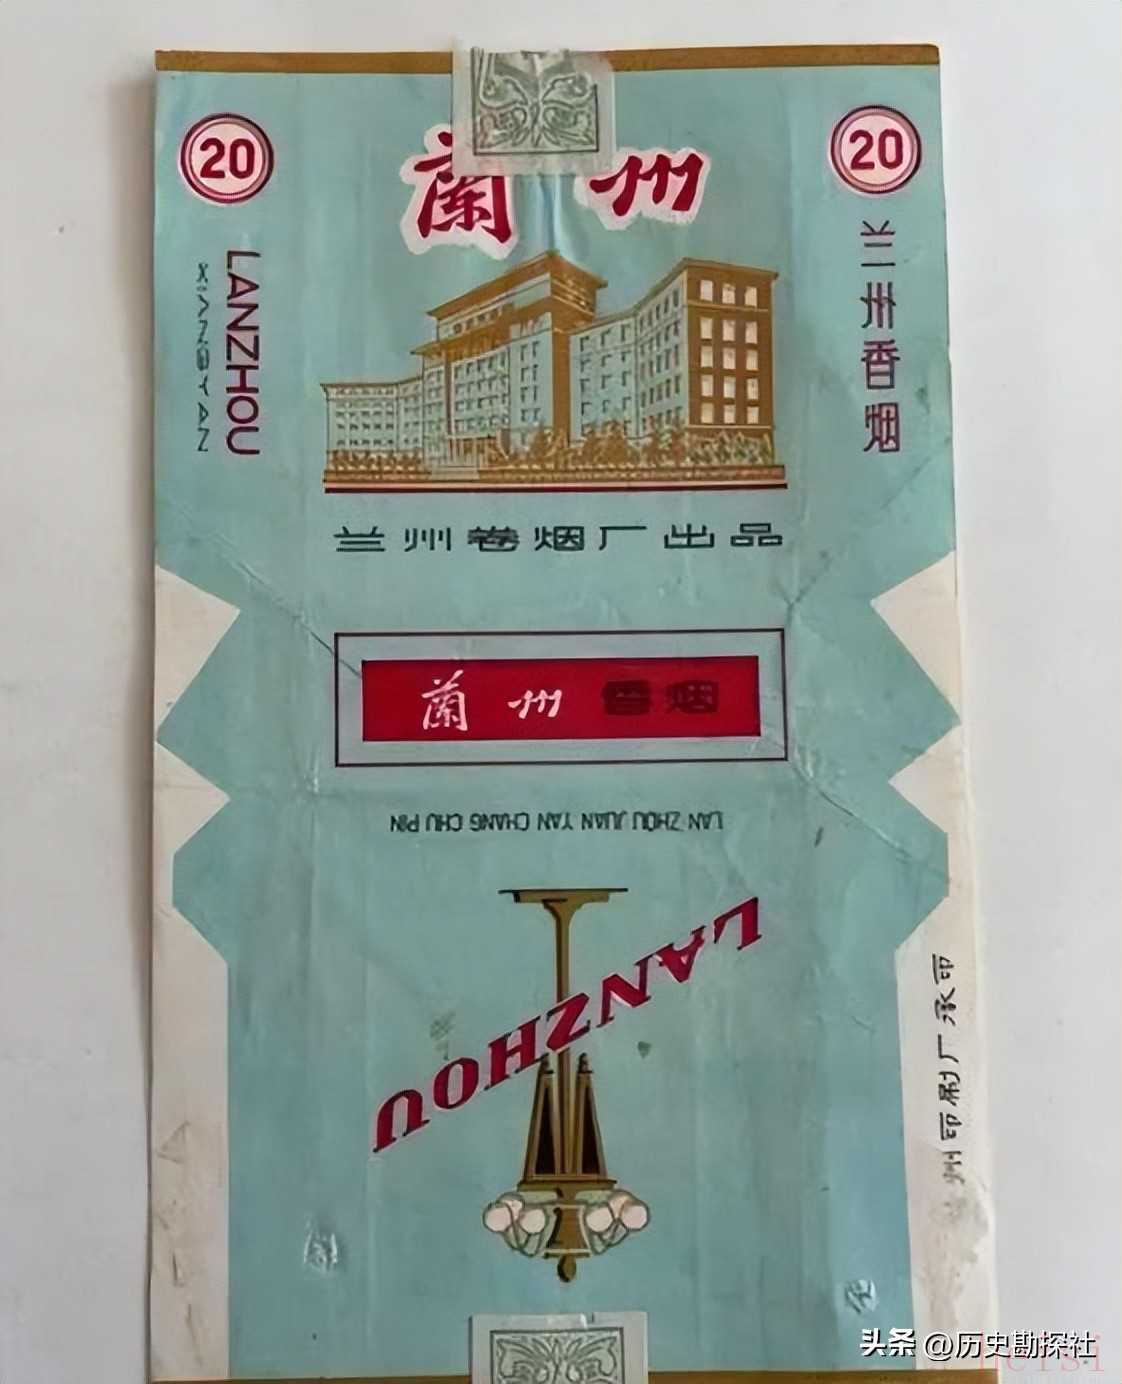 20
20
蘭州
LANZHOU
XIANGYAN
兰州香烟
兰州卷烟厂出品
蘭州香烟
LAN ZHOU JUAN YAN CHANG CHU PIN
LANZHOU
州印刷厂承印
头条 @历史勘探社